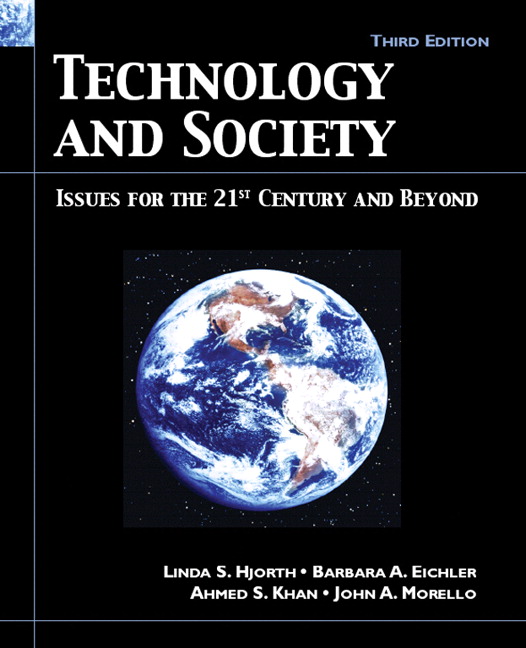 THIRD EDITION
TECHNOLOGY
AND SOCIETY
ISSUES FOR THE 21ST CENTURY AND BEYOND
LINDA S. HJORTH • BARBARA A. EICHLER
AHMED S. KHAN • JOHN A. MORELLO